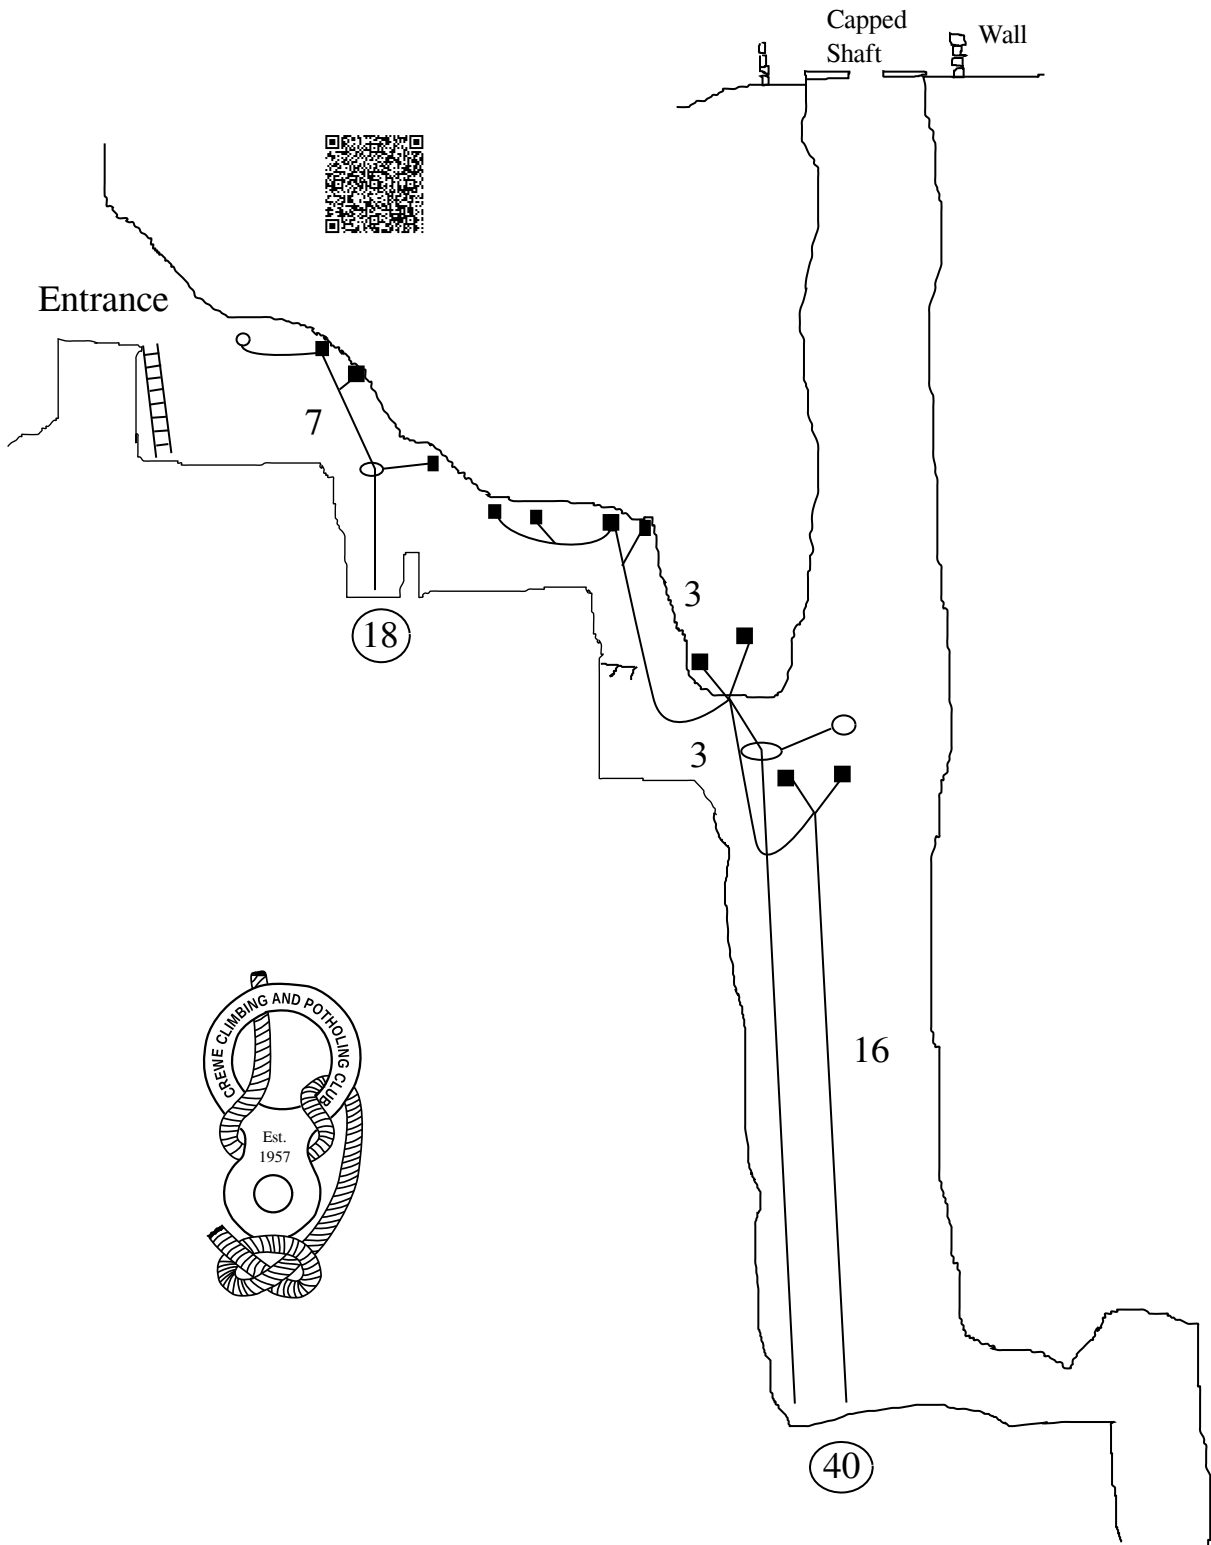 Capped
Shaft
Wall
Entrance
7
18
3
3
16
CREWE CLIMBING AND POTHOLING CLUB
Est.
1957
40